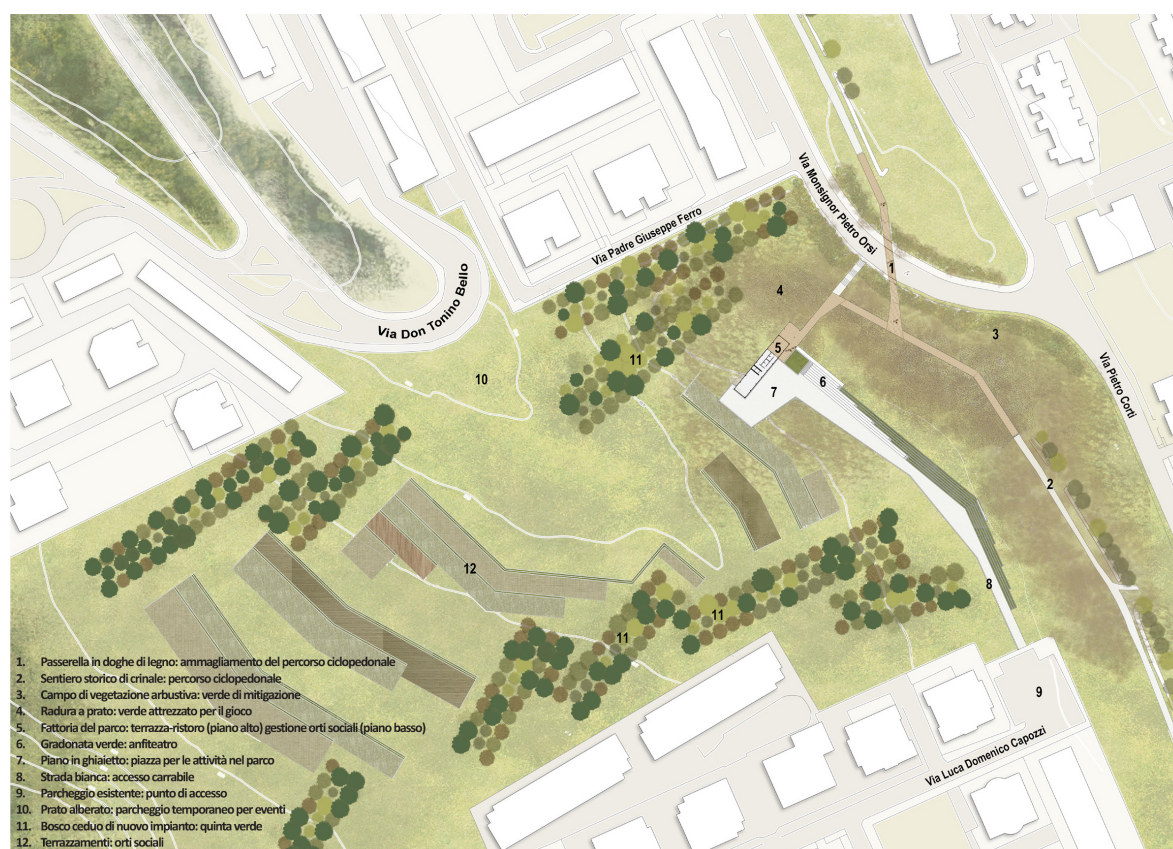 Via Padre Giuseppe Ferro
Via Monsignor Pietro Orsi
Via Don Tonino Bello
Via Pietro Corti
Via Luca Domenico Capozzi
1
2
3
4
5
6
7
8
9
10
11
11
11
12
1. Passerella in doghe di legno: ammagliamento del percorso ciclopedonale
2. Sentiero storico di crinale: percorso ciclopedonale
3. Campo di vegetazione arbustiva: verde di mitigazione
4. Radura a prato: verde attrezzato per il gioco
5. Fattoria del parco: terrazza-ristoro (piano alto) gestione orti sociali (piano basso)
6. Gradonata verde: anfiteatro
7. Piano in ghiaietto: piazza per le attività nel parco
8. Strada bianca: accesso carrabile
9. Parcheggio esistente: punto di accesso
10. Prato alberato: parcheggio temporaneo per eventi
11. Bosco ceduo di nuovo impianto: quinta verde
12. Terrazzamenti: orti sociali